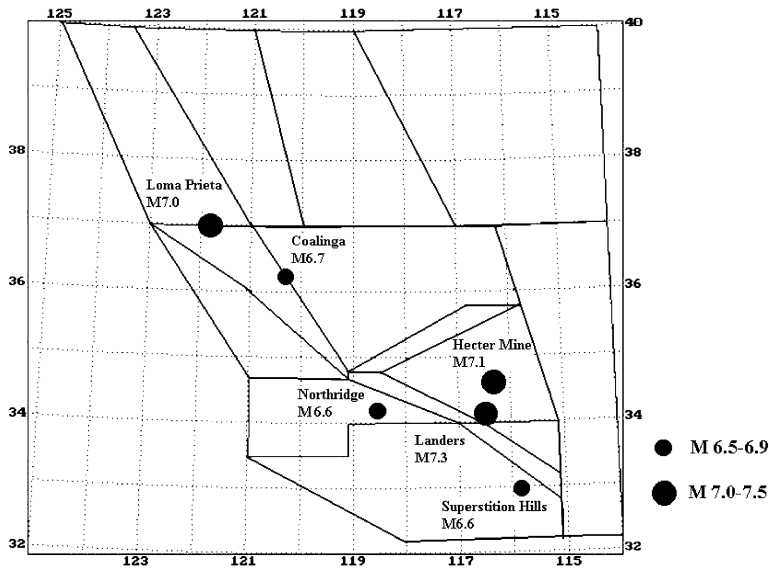 125 123 121 119 117 115 40
38 38
Loma Prieta
M7.0
Coalinga
M6.7
36 36
Hecter Mine
M7.1
Northridge
M6.6
34 34
Landers
M7.3
M 6.5-6.9
M 7.0-7.5
Superstition Hills
M6.6
32 32
123 121 119 117 115